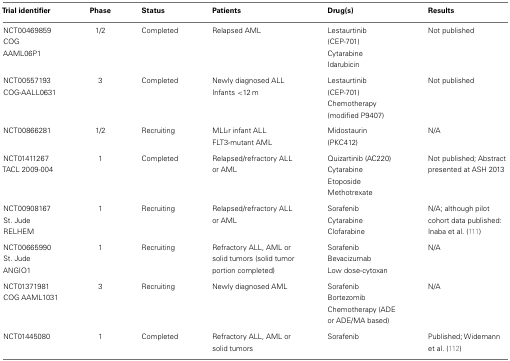 Trial identifier Phase Status Patients Drug(s) Results
NCT00469859 1/2 Completed Relapsed AML Lestaurtinib Not published
COG (CEP-701)
AAML06P1 Cytarabine
Idarubicin
NCT00557193 3 Completed Newly diagnosed ALL Lestaurtinib Not published
COG-AALL0631 Infants <12 m (CEP-701)
Chemotherapy
(modified P9407)
NCT00866281 1/2 Recruiting MLL-r infant ALL Midostaurin N/A
FLT3-mutant AML (PKC412)
NCT01411267 1 Completed Relapsed/refractory ALL Quizartinib (AC220) Not published; Abstract
TACL 2009-004 or AML Cytarabine presented at ASH 2013
Etoposide
Methotrexate
NCT00908167 1 Recruiting Relapsed/refractory ALL Sorafenib N/A; although pilot
St. Jude or AML Cytarabine cohort data published:
RELHEM Clofarabine Inaba et al. (111)
NCT00665990 1 Recruiting Refractory ALL, AML or Sorafenib N/A
St. Jude solid tumors (solid tumor Bevacizumab
ANGIO1 portion completed) Low dose-cytoxan
NCT01371981 3 Recruiting Newly diagnosed AML Sorafenib N/A
COG AAML1031 Bortezomib
Chemotherapy (ADE
or ADE/MA based)
NCT01445080 1 Completed Refractory ALL, AML or Sorafenib Published; Widemann
solid tumors et al. (112)